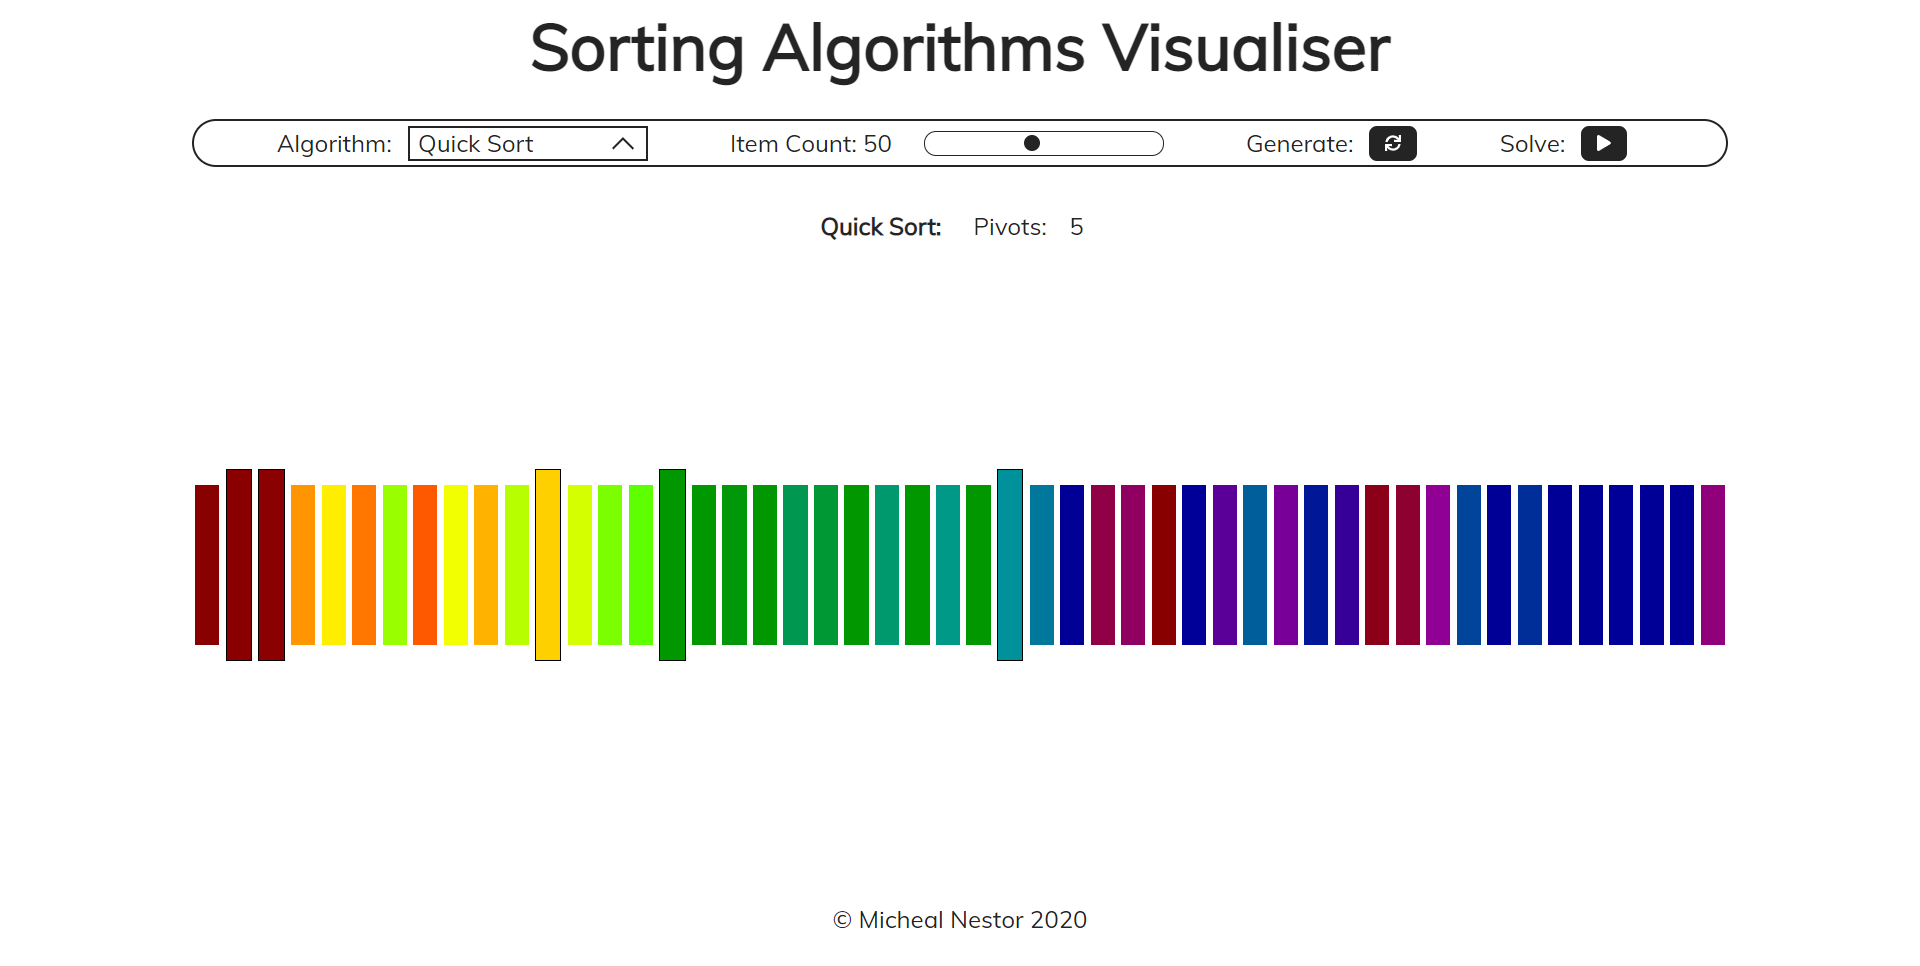 Sorting Algorithms Visualiser
Algorithm: Quick Sort Item Count: 50 Generate: Solve:
Quick Sort: Pivots: 5
© Micheal Nestor 2020